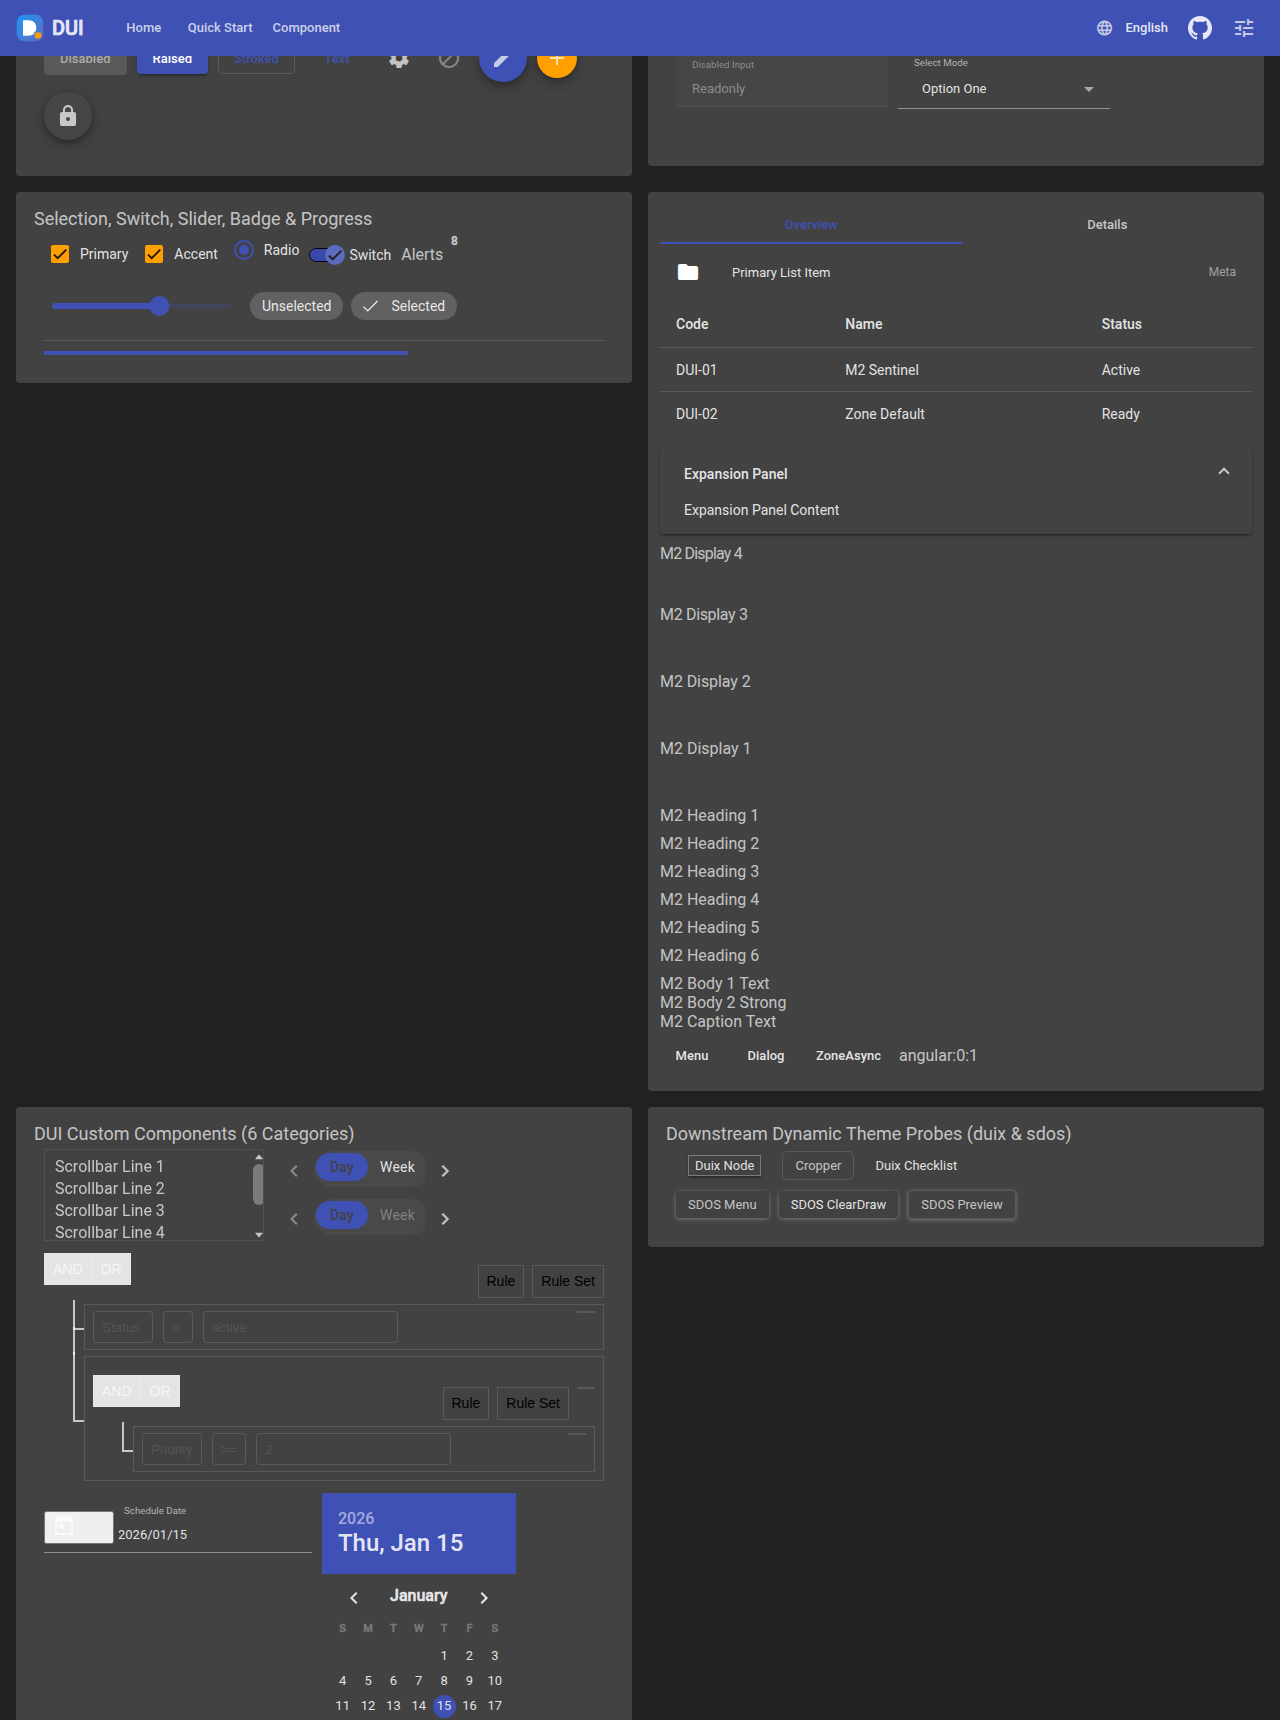 DUI
Home
Quick Start
Component
English
Disabled
Raised
Stroked
Text
Disabled Input
Readonly
Select Mode
Option One
Selection, Switch, Slider, Badge & Progress
Primary
Accent
Radio
Switch
Alerts
8
Unselected
Selected
Overview
Details
Primary List Item
Meta
Code
Name
Status
DUI-01
M2 Sentinel
Active
DUI-02
Zone Default
Ready
Expansion Panel
Expansion Panel Content
M2 Display 4
M2 Display 3
M2 Display 2
M2 Display 1
M2 Heading 1
M2 Heading 2
M2 Heading 3
M2 Heading 4
M2 Heading 5
M2 Heading 6
M2 Body 1 Text
M2 Body 2 Strong
M2 Caption Text
Menu
Dialog
ZoneAsync
angular:0:1
DUI Custom Components (6 Categories)
Scrollbar Line 1
Scrollbar Line 2
Scrollbar Line 3
Scrollbar Line 4
Day
Week
Day
Week
AND OR
Rule
Rule Set
Status
=
active
AND OR
Rule
Rule Set
Priority
>=
2
Schedule Date
2026/01/15
2026
Thu, Jan 15
January
S M T W T F S
1 2 3
4 5 6 7 8 9 10
11 12 13 14 15 16 17
Downstream Dynamic Theme Probes (duix & sdos)
Duix Node
Cropper
Duix Checklist
SDOS Menu
SDOS ClearDraw
SDOS Preview